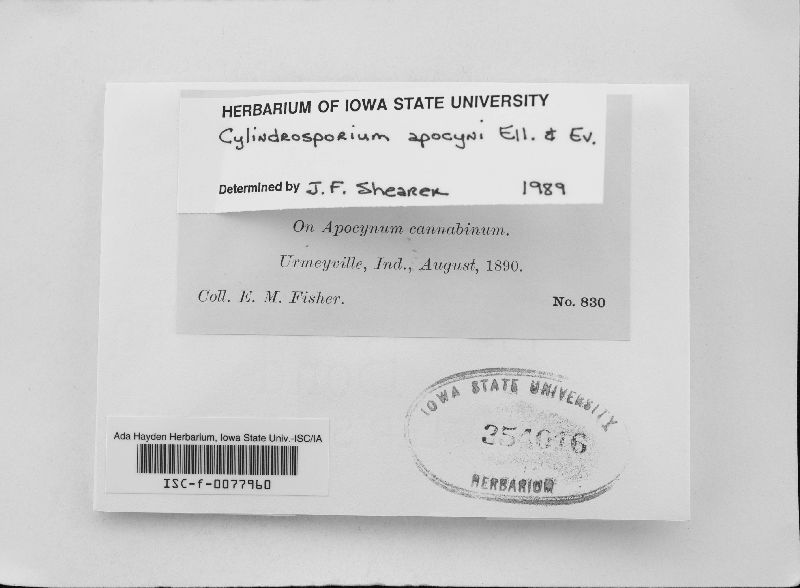 HERBARIUM OF IOWA STATE UNIVERSITY
Cylindrosporium apocyni Ell. & Ev.
Determined by J. F. Shearer 1989
On Apocynum cannabinum.
Urmeyville, Ind., August, 1890.
Coll. E. M. Fisher. No. 830
IOWA STATE UNIVERSITY
HERBARIUM
Ada Hayden Herbarium, Iowa State Univ.-ISC/IA
ISC-f-0077960